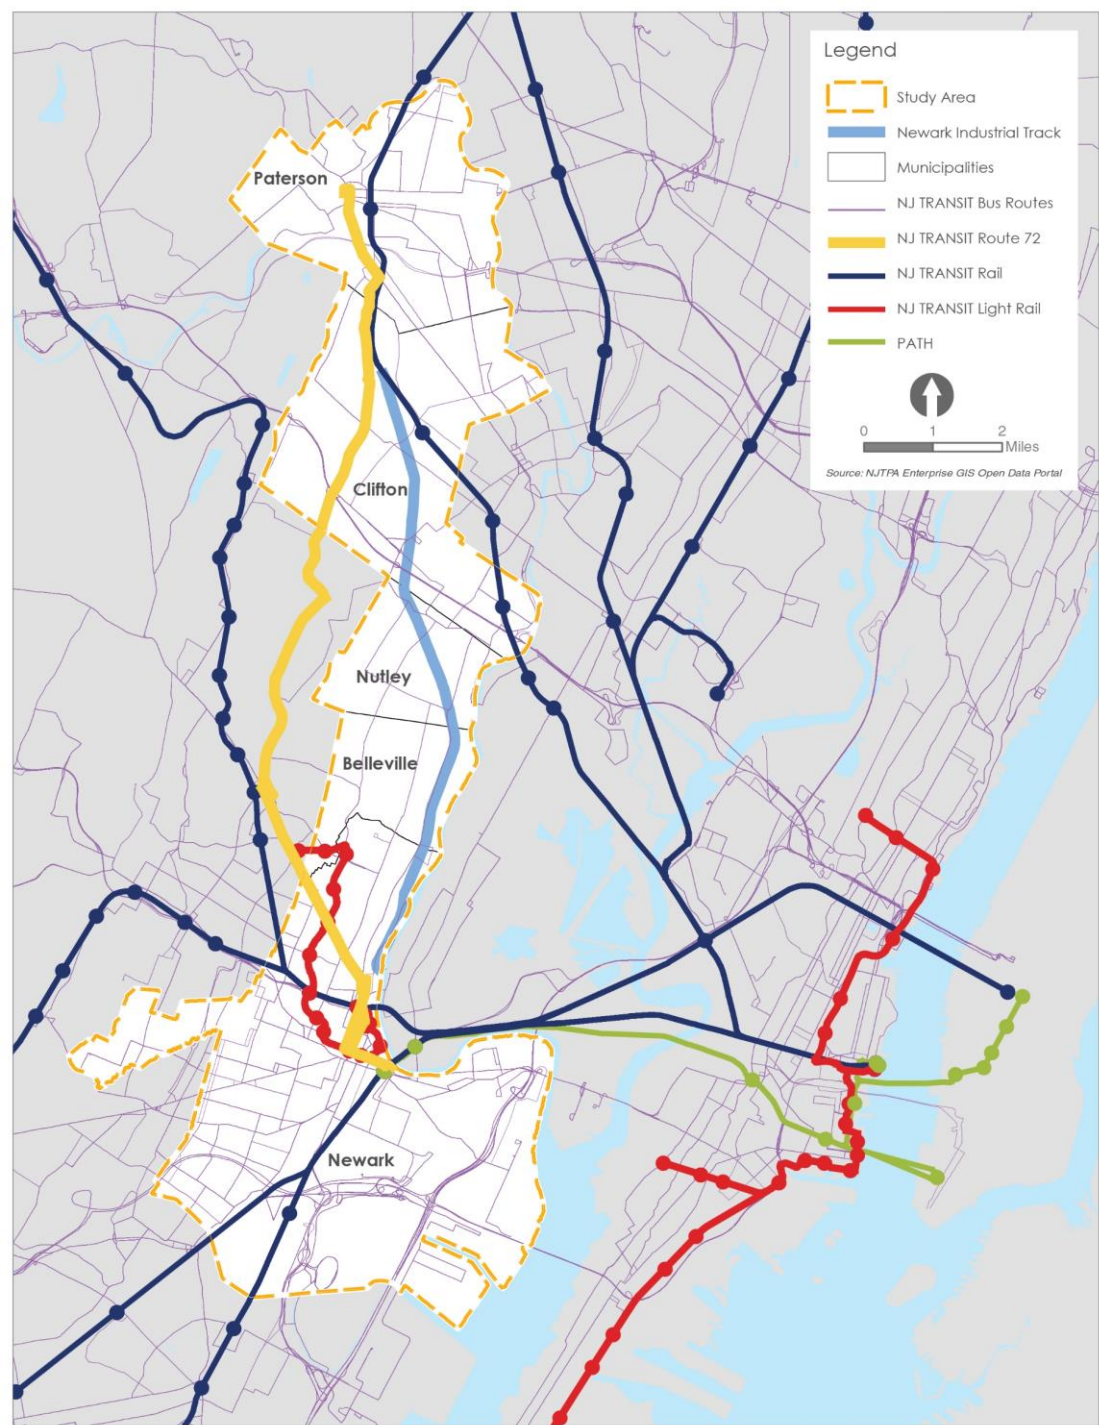 Legend
Study Area
Newark Industrial Track
Municipalities
NJ TRANSIT Bus Routes
NJ TRANSIT Route 72
NJ TRANSIT Rail
NJ TRANSIT Light Rail
PATH
0 1 2
Miles
Source: NJTPA Enterprise GIS Open Data Portal
Paterson
Clifton
Nutley
Belleville
Newark